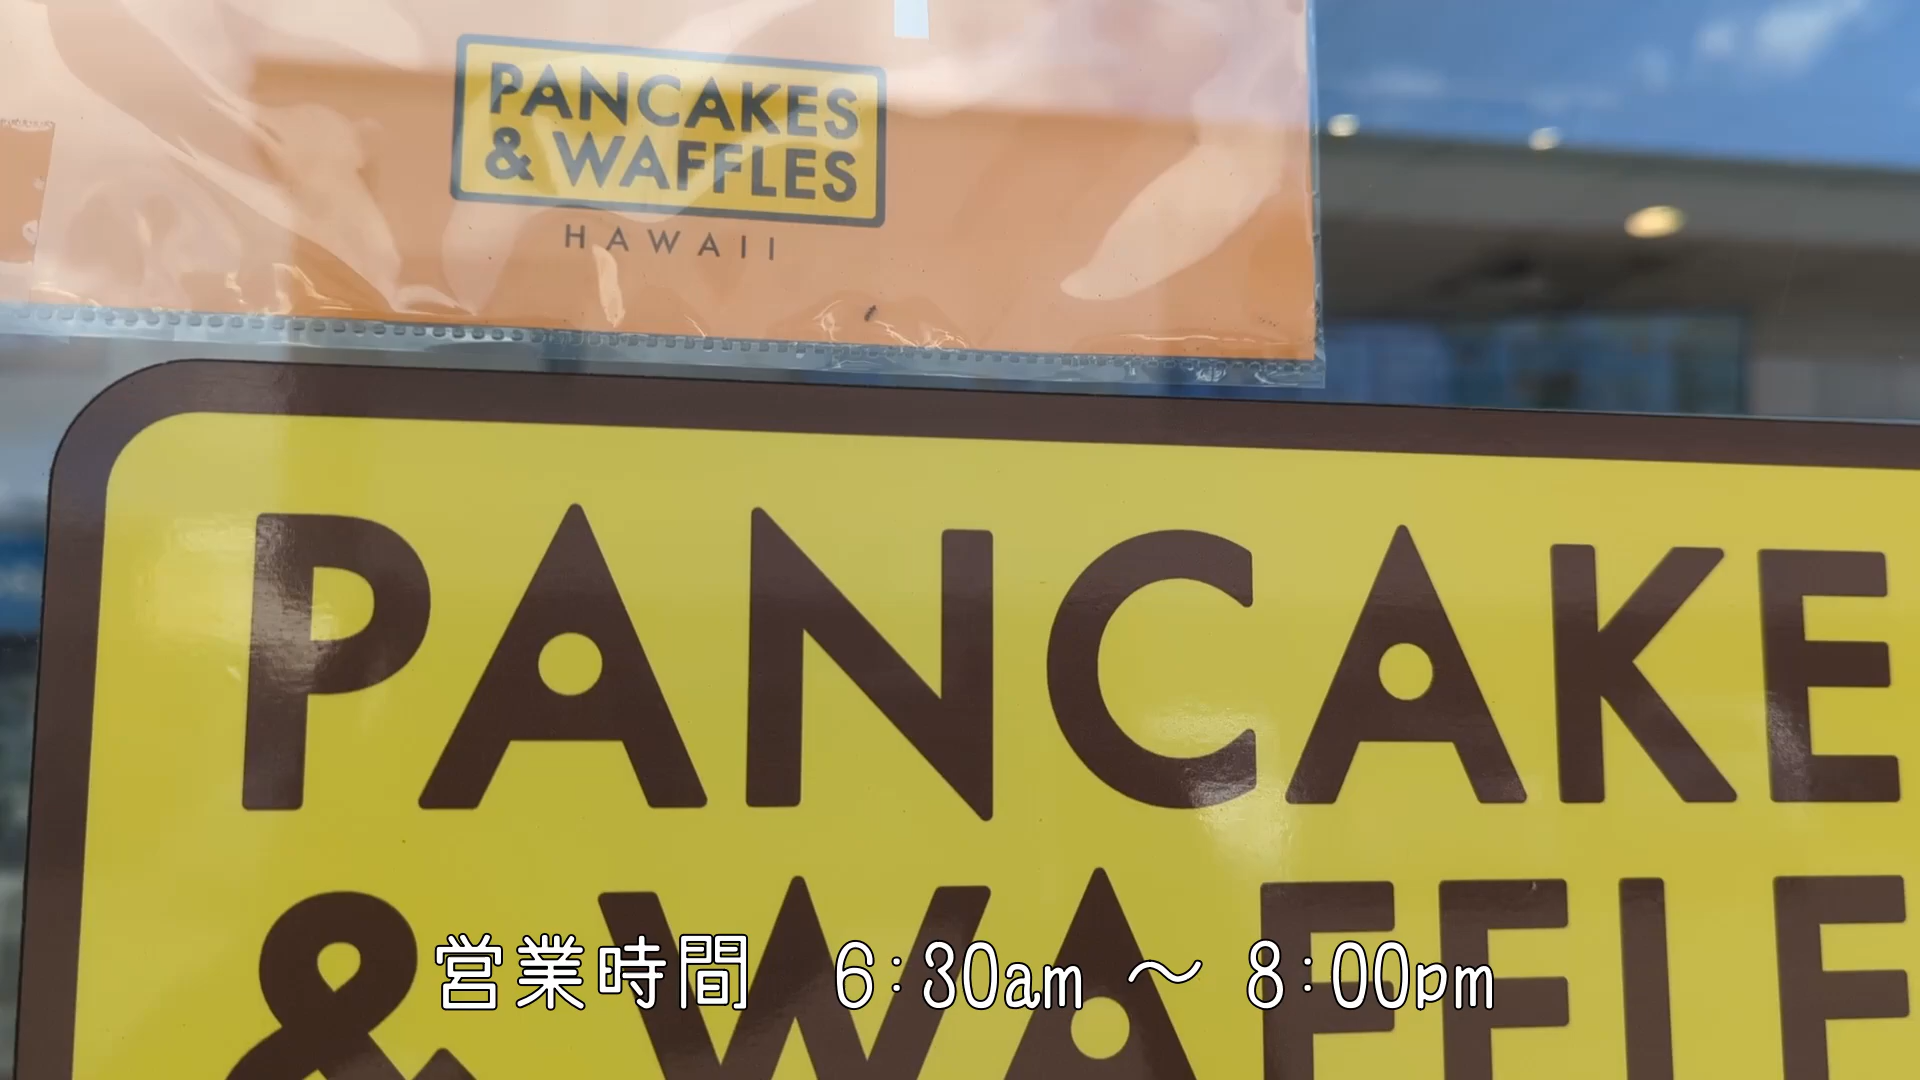 PANCAKES
& WAFFLES
HAWAII
PANCAKE
& WAFFLE
営業時間 6:30am 〜 8:00pm